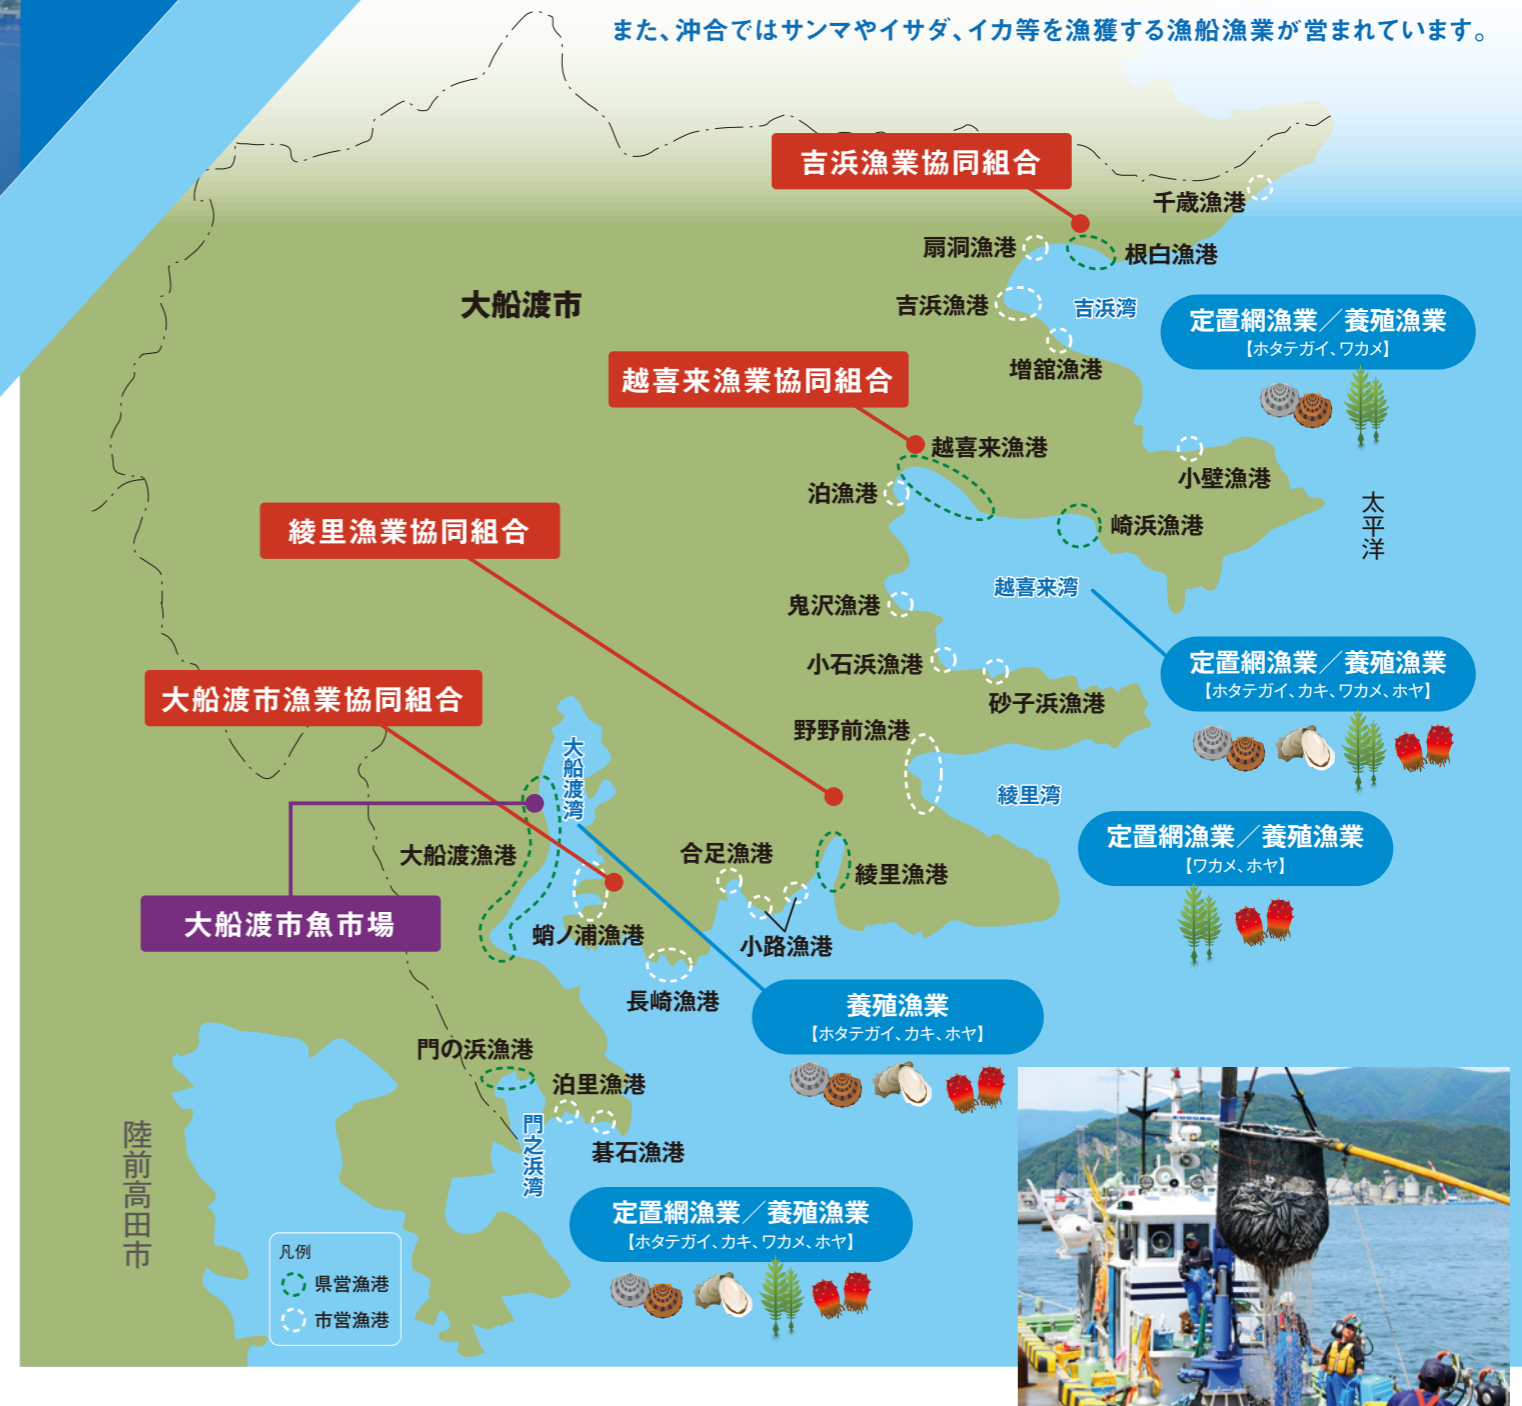 また、沖合ではサンマやイサダ、イカ等を漁獲する漁船漁業が営まれています。
吉浜漁業協同組合
千歳漁港
扇洞漁港
根白漁港
吉浜漁港
吉浜湾
大船渡市
定置網漁業／養殖漁業
【ホタテガイ、ワカメ】
増舘漁港
越喜来漁業協同組合
越喜来漁港
小壁漁港
泊漁港
太平洋
崎浜漁港
綾里漁業協同組合
越喜来湾
鬼沢漁港
小石浜漁港
定置網漁業／養殖漁業
【ホタテガイ、カキ、ワカメ、ホヤ】
大船渡市漁業協同組合
砂子浜漁港
野野前漁港
大船渡湾
綾里湾
定置網漁業／養殖漁業
【ワカメ、ホヤ】
大船渡漁港
合足漁港
綾里漁港
大船渡市魚市場
蛸ノ浦漁港
小路漁港
長崎漁港
養殖漁業
【ホタテガイ、カキ、ホヤ】
門の浜漁港
泊里漁港
門之浜湾
碁石漁港
陸前高田市
定置網漁業／養殖漁業
【ホタテガイ、カキ、ワカメ、ホヤ】
凡例
県営漁港
市営漁港